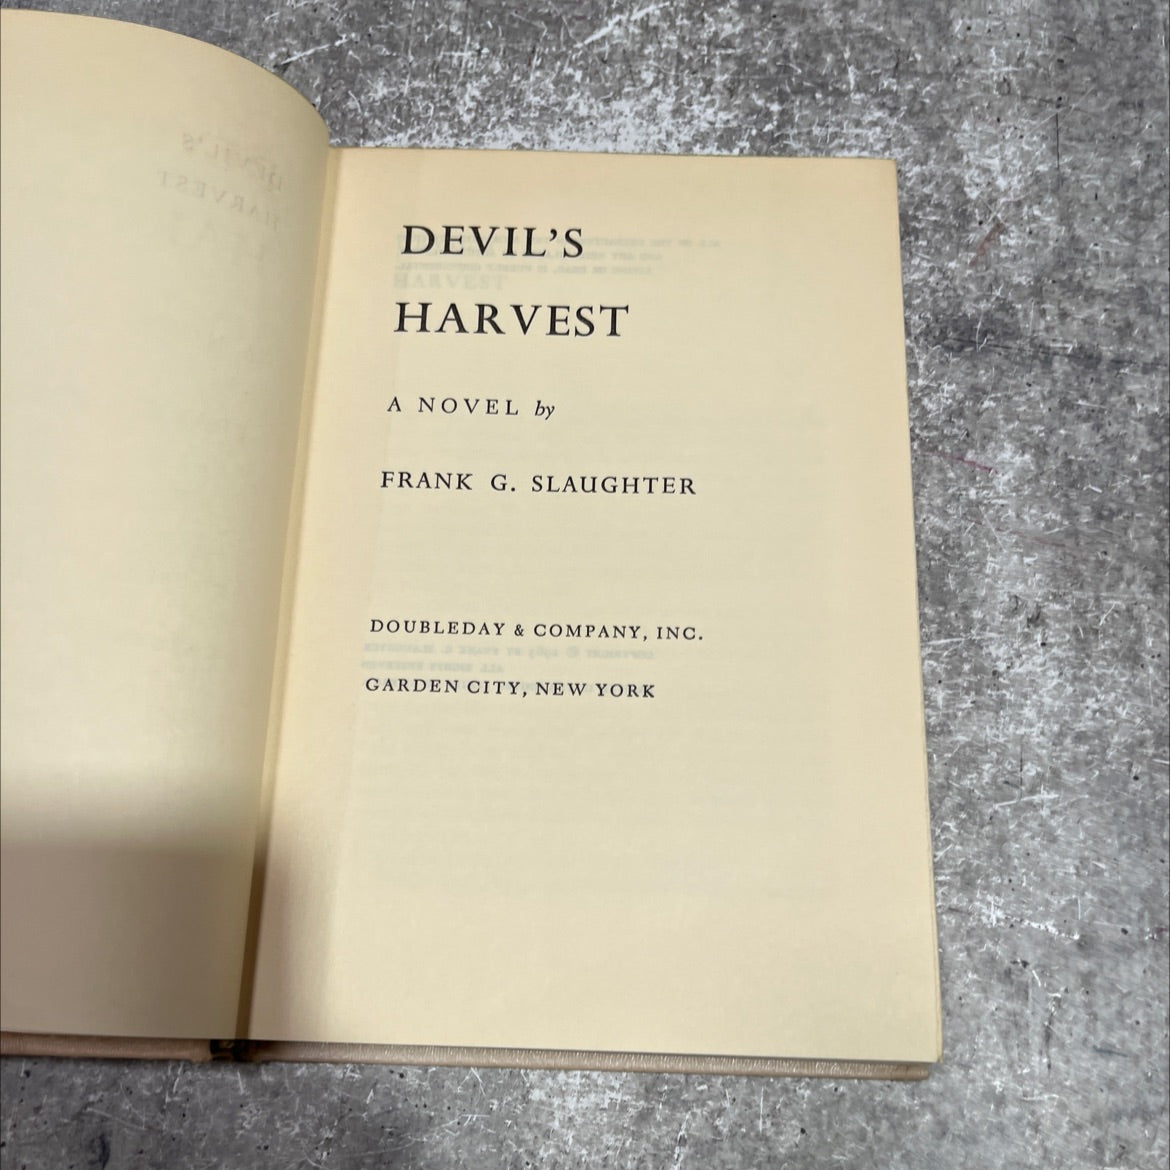 DEVIL'S
HARVEST
A NOVEL by
FRANK G. SLAUGHTER
DOUBLEDAY & COMPANY, INC.
GARDEN CITY, NEW YORK